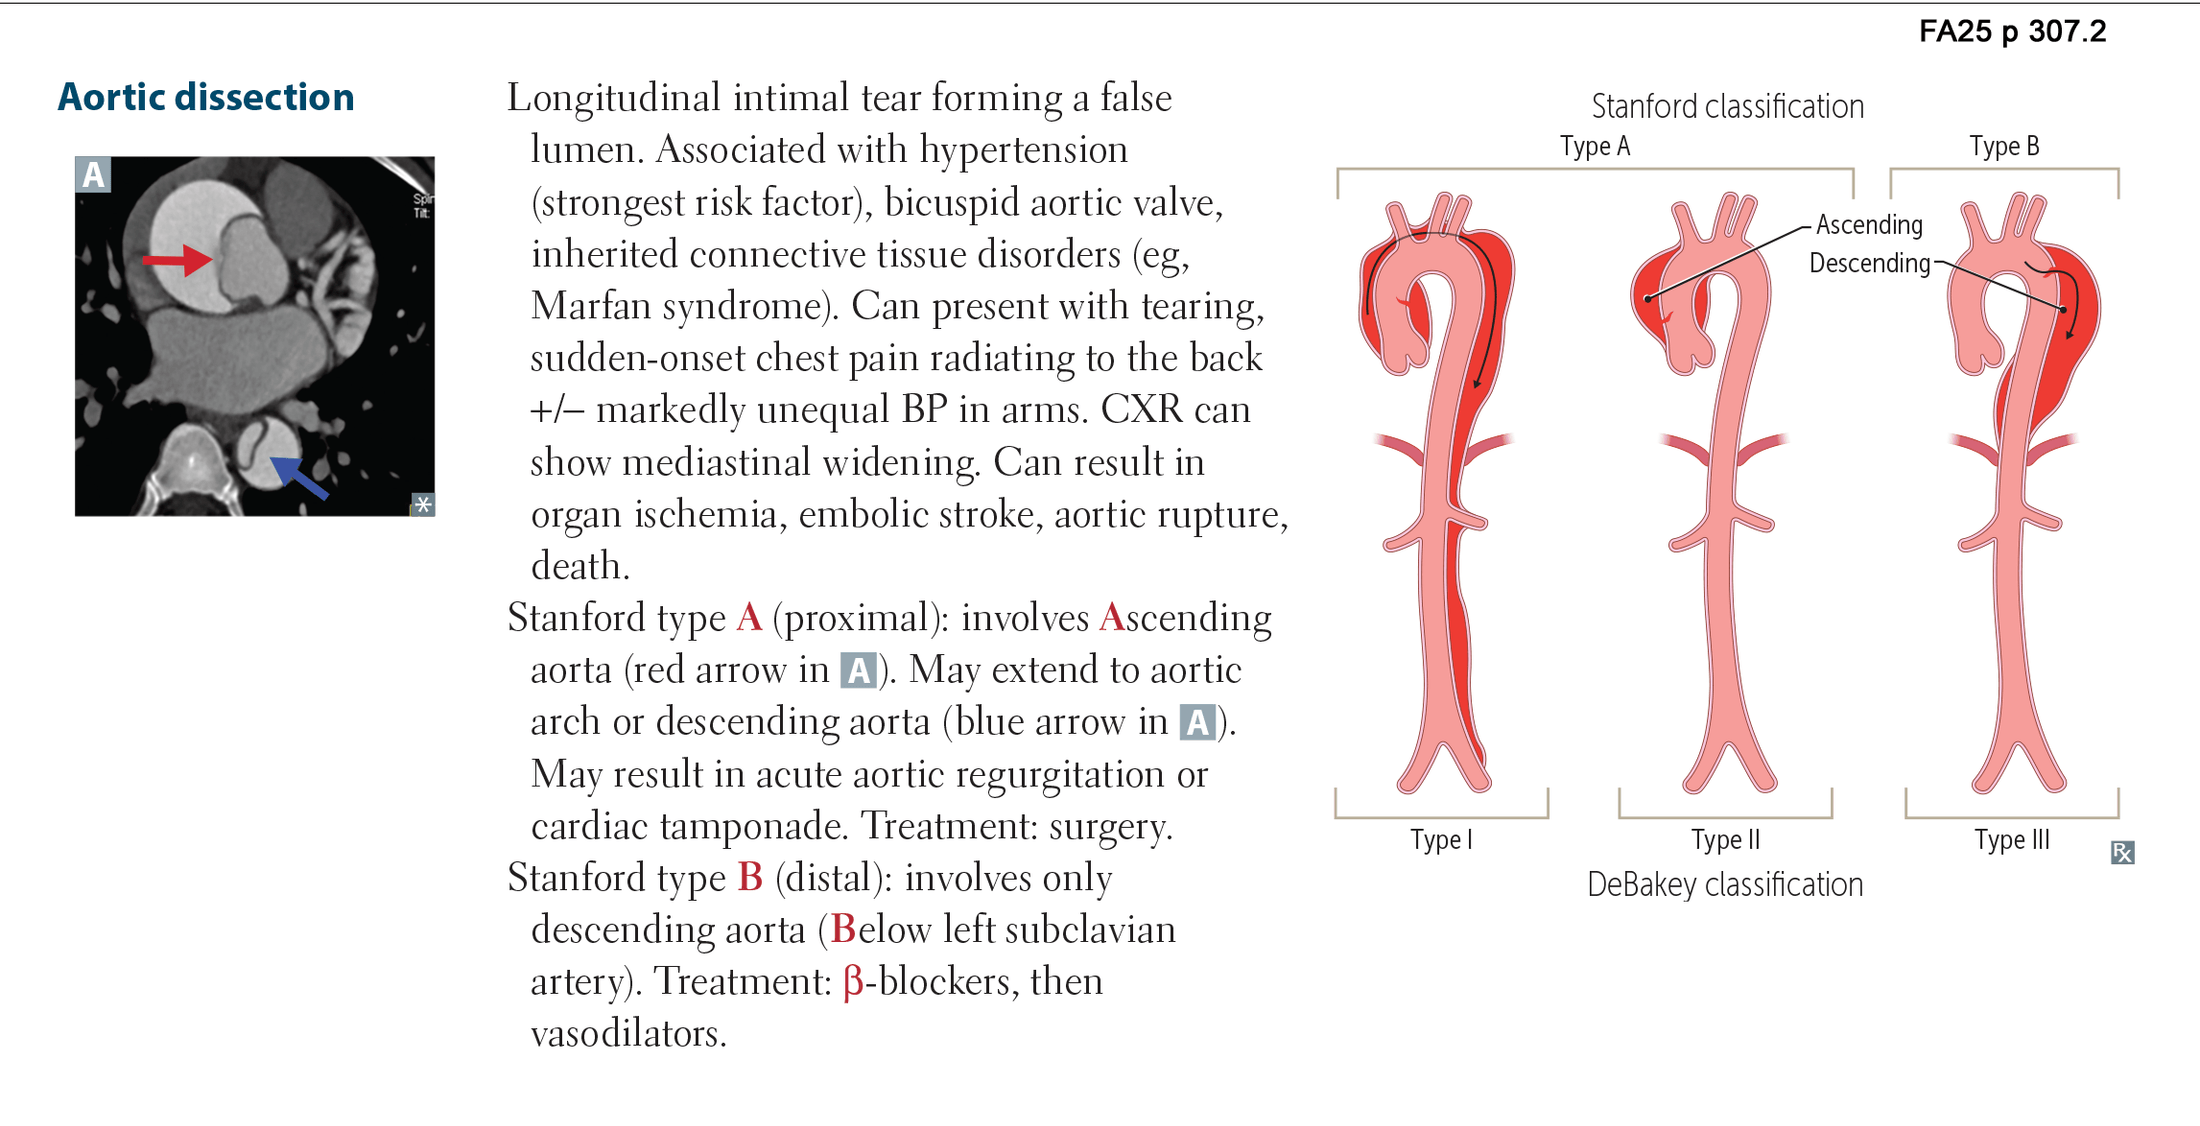 FA25 p 307.2
Aortic dissection
A
Spin
Tilt:
*
Longitudinal intimal tear forming a false
lumen. Associated with hypertension
(strongest risk factor), bicuspid aortic valve,
inherited connective tissue disorders (eg,
Marfan syndrome). Can present with tearing,
sudden-onset chest pain radiating to the back
+/– markedly unequal BP in arms. CXR can
show mediastinal widening. Can result in
organ ischemia, embolic stroke, aortic rupture,
death.
Stanford type A (proximal): involves Ascending
aorta (red arrow in A). May extend to aortic
arch or descending aorta (blue arrow in A).
May result in acute aortic regurgitation or
cardiac tamponade. Treatment: surgery.
Stanford type B (distal): involves only
descending aorta (Below left subclavian
artery). Treatment: β-blockers, then
vasodilators.
Stanford classification
Type A
Type B
Ascending
Descending
Type I
Type II
Type III
Rx
DeBakey classification